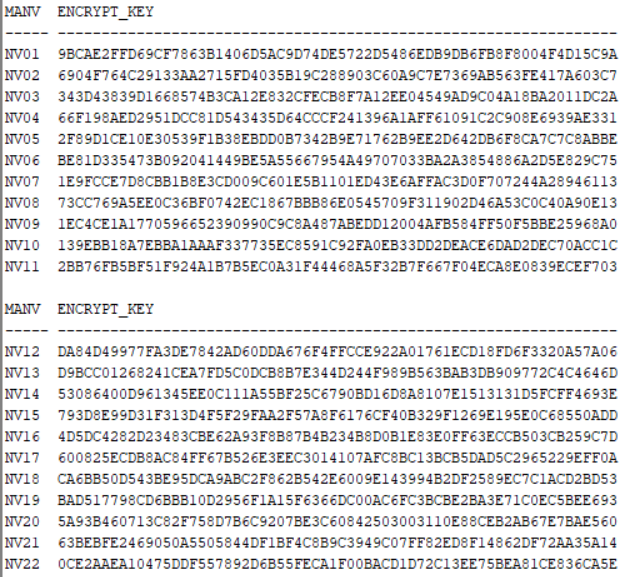 MANV  ENCRYPT_KEY
----- ----------------------------------------------------------------
NV01  9BCAE2FFD69CF7863B1406D5AC9D74DE5722D5486EDB9DB6FB8F8004F4D15C9A
NV02  6904F764C29133AA2715FD4035B19C288903C60A9C7E7369AB563FE417A603C7
NV03  343D43839D1668574B3CA12E832CFECB8F7A12EE04549AD9C04A18BA2011DC2A
NV04  66F198AED2951DCC81D543435D64CCCF241396A1AFF61091C2C908E6939AE331
NV05  2F89D1CE10E30539F1B38EBDD0B7342B9E71762B9EE2D642DB6F8CA7C7C8ABBE
NV06  BE81D335473B092041449BE5A55667954A49707033BA2A3854886A2D5E829C75
NV07  1E9FCCE7D8CBB1B8E3CD009C601E5B1101ED43E6AFFAC3D0F707244A28946113
NV08  73CC769A5EE0C36BF0742EC1867BBB86E0545709F311902D46A53C0C40A90E13
NV09  1EC4CE1A1770596652390990C9C8A487ABEDD12004AFB584FF50F5BBE25968A0
NV10  139EBB18A7EBBA1AAAF337735EC8591C92FA0EB33DD2DEACE6DAD2DEC70ACC1C
NV11  2BB76FB5BF51F924A1B7B5EC0A31F44468A5F32B7F667F04ECA8E0839ECEF703
MANV  ENCRYPT_KEY
----- ----------------------------------------------------------------
NV12  DA84D49977FA3DE7842AD60DDA676F4FFCCE922A01761ECD18FD6F3320A57A06
NV13  D9BCC01268241CEA7FD5C0DCB8B7E344D244F989B563BAB3DB909772C4C4646D
NV14  53086400D961345EE0C111A55BF25C6790BD16D8A8107E1513131D5FCFF4693E
NV15  793D8E99D31F313D4F5F29FAA2F57A8F6176CF40B329F1269E195E0C68550ADD
NV16  4D5DC4282D23483CBE62A93F8B87B4B234B8D0B1E83E0FF63ECCB503CB259C7D
NV17  600825ECDB8AC84FF67B526E3EEC3014107AFC8BC13BCB5DAD5C2965229EFF0A
NV18  CA6BB50D543BE95DCA9ABC2F862B542E6009E143994B2DF2589EC7C1ACD2BD53
NV19  BAD517798CD6BBB10D2956F1A15F6366DC00AC6FC3BCBE2BA3E71C0EC5BEE693
NV20  5A93B460713C82F758D7B6C9207BE3C60842503003110E88CEB2AB67E7BAE560
NV21  63BEBFE2469050A5505844DF1BF4C8B9C3949C07FF82ED8F14862DF72AA35A14
NV22  0CE2AAEA10475DDF557892D6B55FECA1F00BACD1D72C13EE75BEA81CE836CA5E